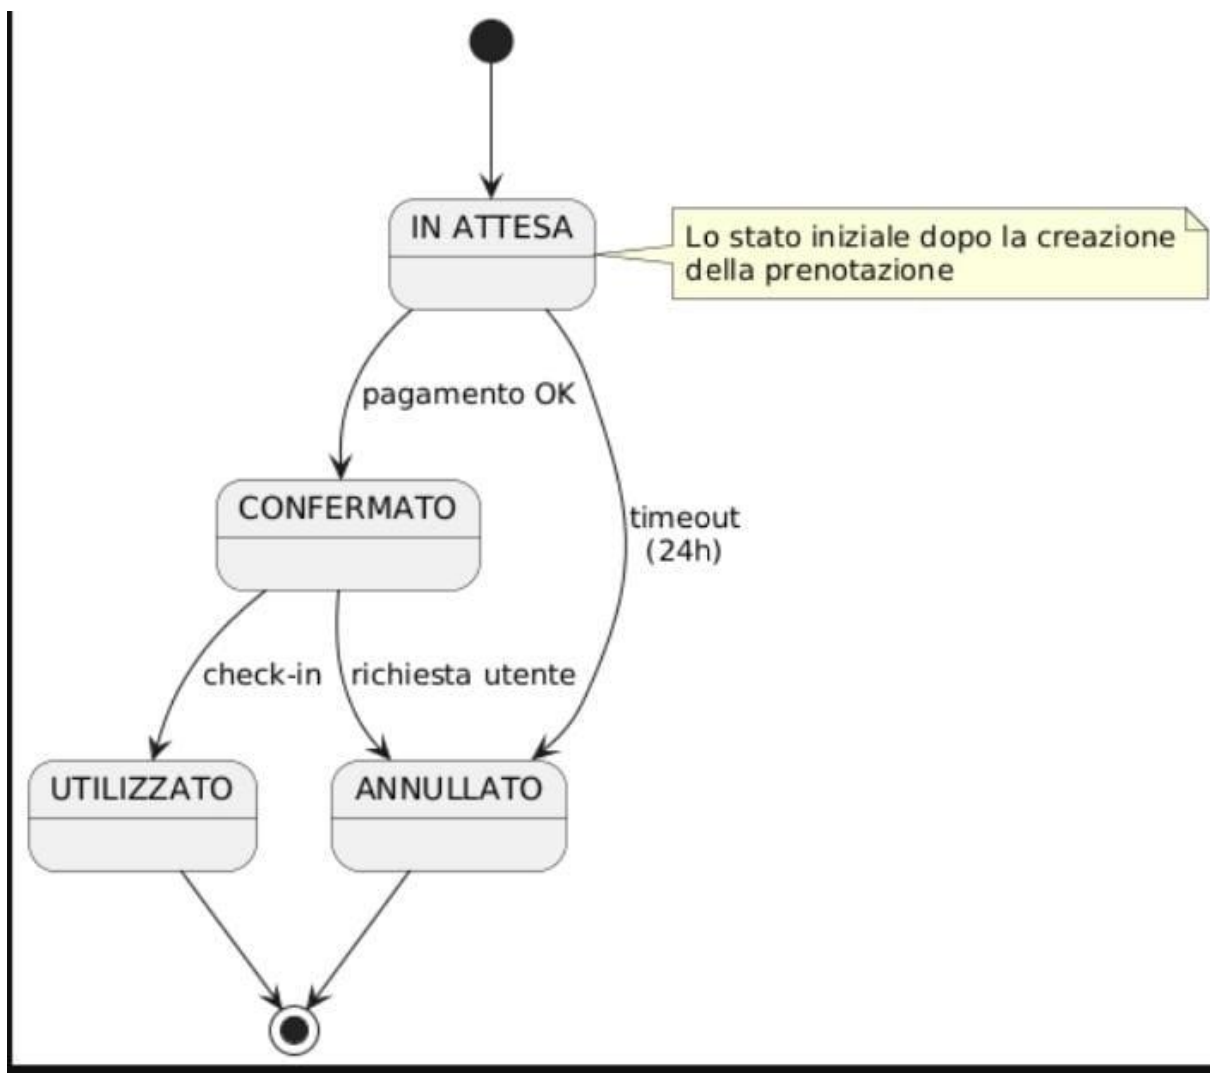 IN ATTESA
Lo stato iniziale dopo la creazione
della prenotazione
pagamento OK
CONFERMATO
timeout
(24h)
check-in
richiesta utente
UTILIZZATO
ANNULLATO